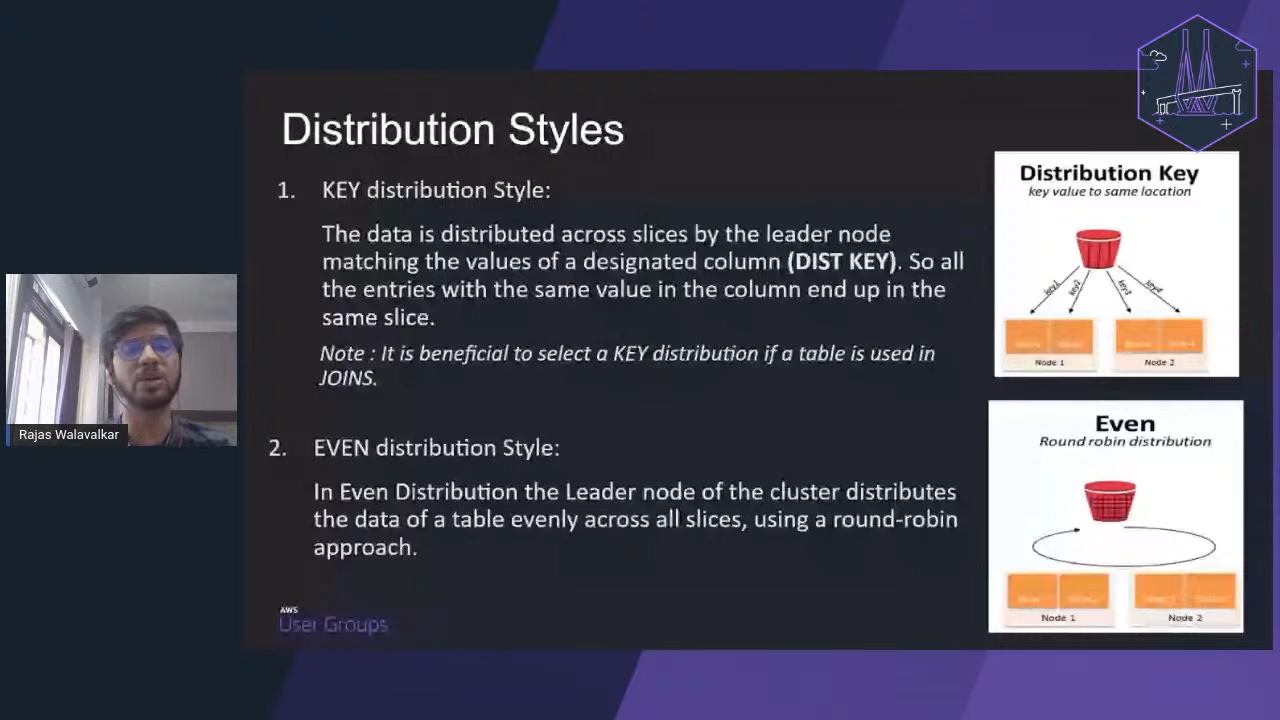 Distribution Styles
1. KEY distribution Style:
The data is distributed across slices by the leader node
matching the values of a designated column (DIST KEY). So all
the entries with the same value in the column end up in the
same slice.
Note : It is beneficial to select a KEY distribution if a table is used in
JOINS.
2. EVEN distribution Style:
In Even Distribution the Leader node of the cluster distributes
the data of a table evenly across all slices, using a round-robin
approach.
AWS
User Groups
Distribution Key
key value to same location
key1
key2
key3
key4
Node 1
Node 2
Even
Round robin distribution
Node 1
Node 2
Rajas Walavalkar